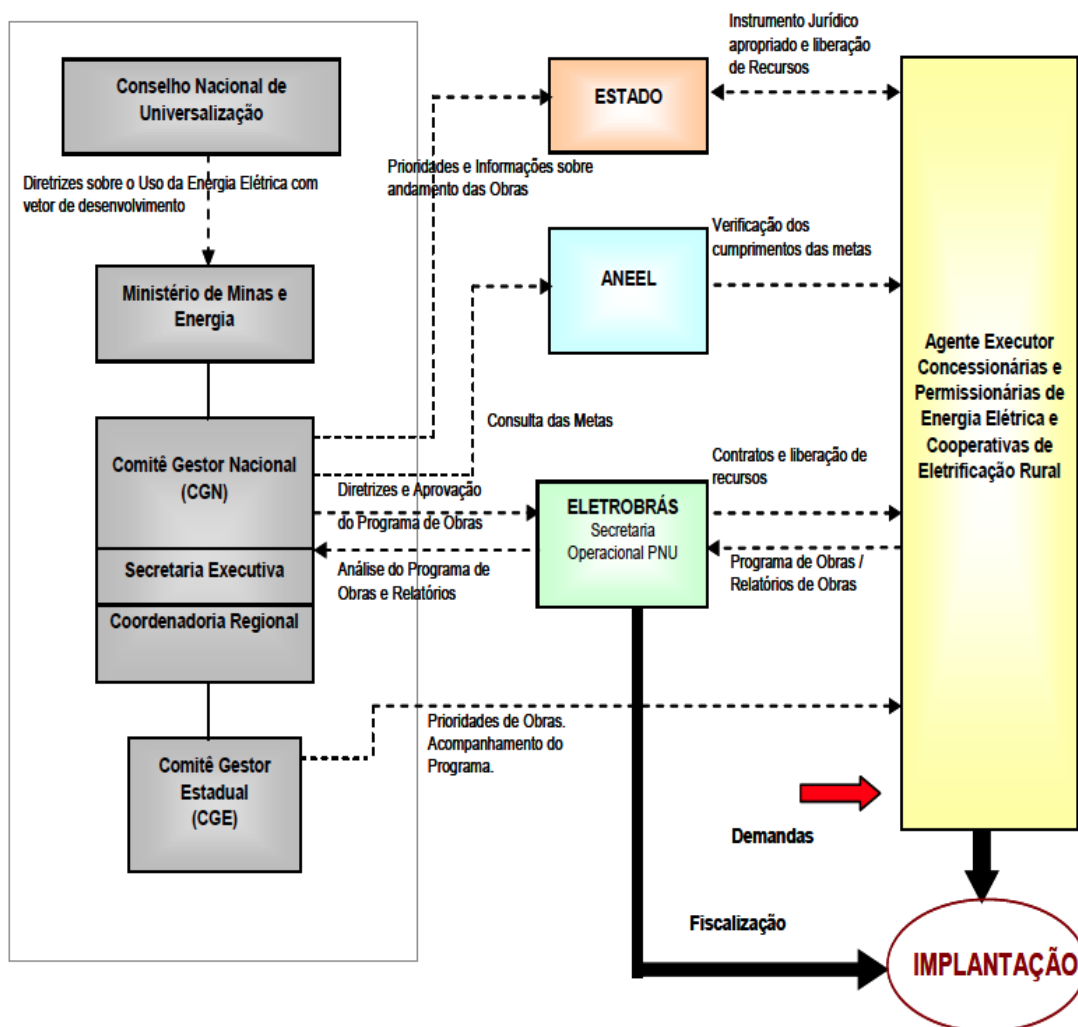 Conselho Nacional de
Universalização
Diretrizes sobre o Uso da Energia Elétrica com
vetor de desenvolvimento
Ministério de Minas e
Energia
Comitê Gestor Nacional
(CGN)
Secretaria Executiva
Coordenadoria Regional
Comitê Gestor
Estadual
(CGE)
Prioridades e Informações sobre
andamento das Obras
Consulta das Metas
Diretrizes e Aprovação
do Programa de Obras
Análise do Programa de
Obras e Relatórios
Prioridades de Obras.
Acompanhamento do
Programa.
ESTADO
ANEEL
ELETROBRÁS
Secretaria
Operacional PNU
Instrumento Jurídico
apropriado e liberação
de Recursos
Verificação dos
cumprimentos das metas
Contratos e liberação de
recursos
Programa de Obras /
Relatórios de Obras
Demandas
Fiscalização
Agente Executor
Concessionárias e
Permissionárias de
Energia Elétrica e
Cooperativas de
Eletrificação Rural
IMPLANTAÇÃO